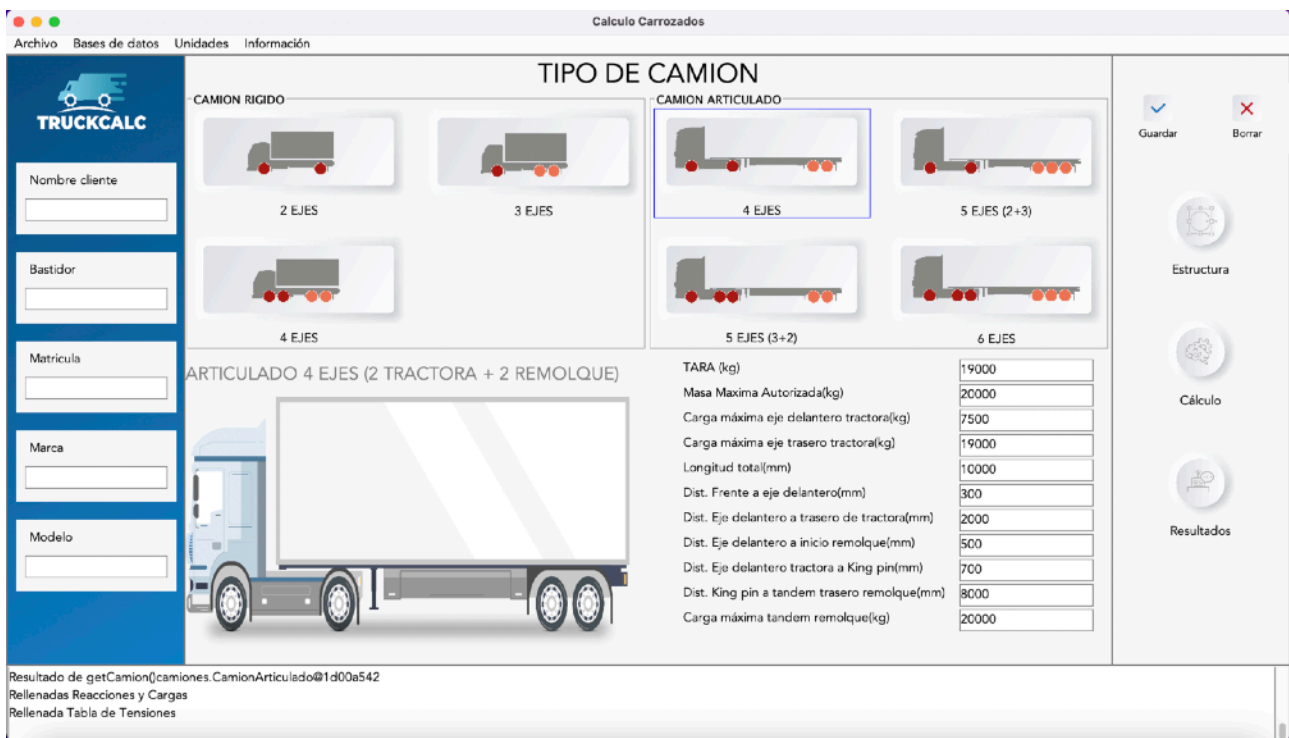 Calculo Carrozados
Archivo Bases de datos Unidades Información
TRUCKCALC
Nombre cliente
Bastidor
Matricula
Marca
Modelo
TIPO DE CAMION
CAMION RIGIDO
2 EJES
3 EJES
4 EJES
CAMION ARTICULADO
4 EJES
5 EJES (2+3)
5 EJES (3+2)
6 EJES
ARTICULADO 4 EJES (2 TRACTORA + 2 REMOLQUE)
TARA (kg) 19000
Masa Maxima Autorizada(kg) 20000
Carga máxima eje delantero tractora(kg) 7500
Carga máxima eje trasero tractora(kg) 19000
Longitud total(mm) 10000
Dist. Frente a eje delantero(mm) 300
Dist. Eje delantero a trasero de tractora(mm) 2000
Dist. Eje delantero a inicio remolque(mm) 500
Dist. Eje delantero tractora a King pin(mm) 700
Dist. King pin a tandem trasero remolque(mm) 8000
Carga máxima tandem remolque(kg) 20000
Guardar Borrar
Estructura
Cálculo
Resultados
Resultado de getCamion()camiones.CamionArticulado@1d00a542
Rellenadas Reacciones y Cargas
Rellenada Tabla de Tensiones